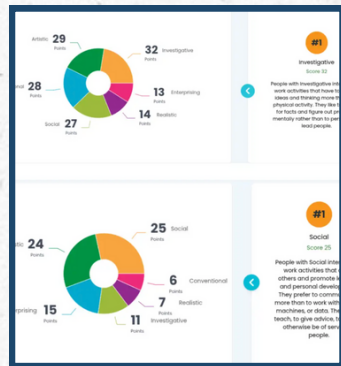 Artistic 29 Points
32 Investigative
Points
13 Enterprising
Points
14 Realistic
Points
Social 27
Points
nal 28
Points
#1
Investigative
Score 32
People with Investigative inte
work activities that have to
ideas and thinking more th
physical activity. They like t
for facts and figure out pr
mentally rather than to per
lead people.
25 Social
Points
6 Conventional
Points
7 Realistic
Points
11 Investigative
Points
rprising 15
Points
tic 24
Points
#1
Social
Score 25
People with Social inte
work activities that
others and promote l
and personal develop
They prefer to commu
more than to work with
machines, or data. The
teach, to give advice, t
otherwise be of serv
people.